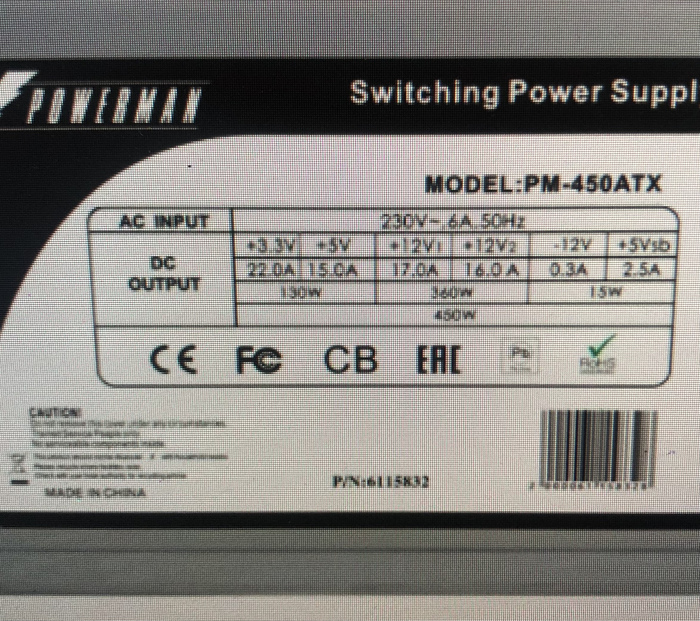 POWERMAN
Switching Power Suppl
MODEL:PM-450ATX
AC INPUT 230V~ 6A 50Hz
DC OUTPUT +3.3V +5V +12V1 +12V2 -12V +5Vsb
22.0A 15.0A 17.0A 16.0A 0.3A 2.5A
130W 360W 15W
450W
CE FC CB EAC Pb RoHS
CAUTION!
P/N:6115832
MADE IN CHINA